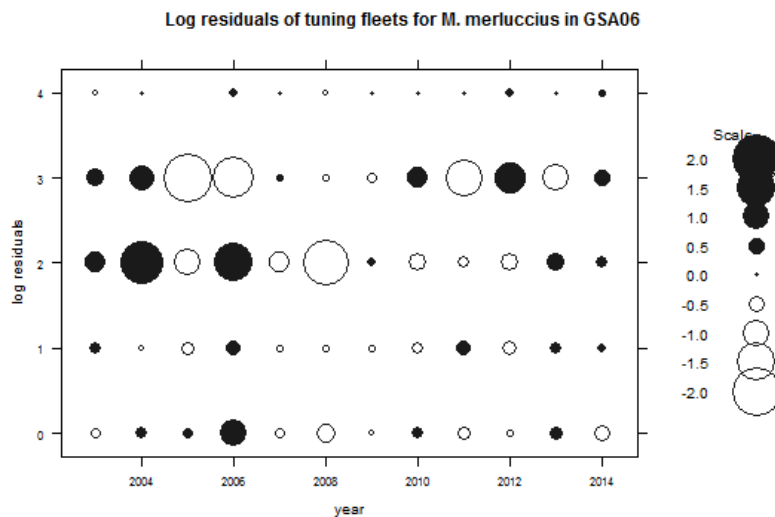 Log residuals of tuning fleets for M. merluccius in GSA06
4
3
2
1
0
log residuals
2004 2006 2008 2010 2012 2014
year
Scale
2.0
1.5
1.0
0.5
0.0
-0.5
-1.0
-1.5
-2.0